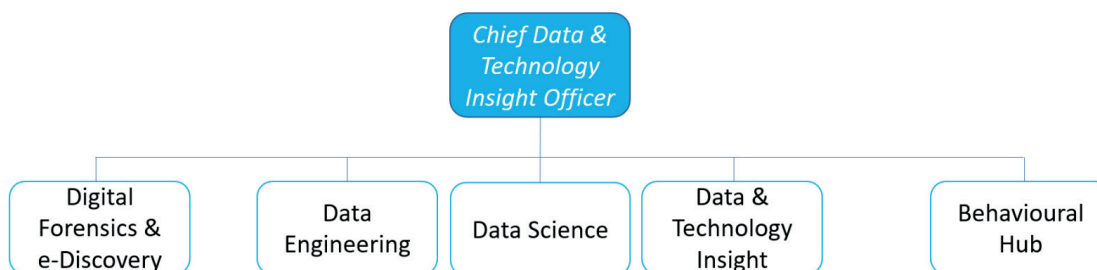 Chief Data &
Technology
Insight Officer
Digital
Forensics &
e-Discovery
Data
Engineering
Data Science
Data &
Technology
Insight
Behavioural
Hub